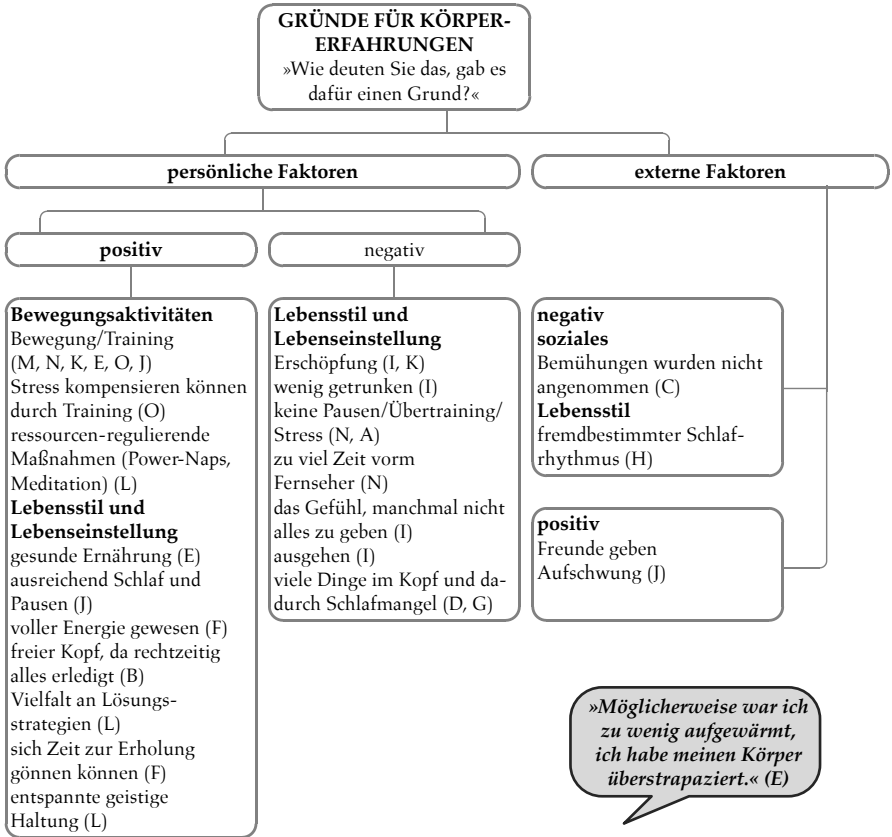 GRÜNDE FÜR KÖRPER-
ERFAHRUNGEN
»Wie deuten Sie das, gab es
dafür einen Grund?«
persönliche Faktoren
externe Faktoren
positiv
negativ
Bewegungsaktivitäten
Bewegung/Training
(M, N, K, E, O, J)
Stress kompensieren können
durch Training (O)
ressourcen-regulierende
Maßnahmen (Power-Naps,
Meditation) (L)
Lebensstil und
Lebenseinstellung
gesunde Ernährung (E)
ausreichend Schlaf und
Pausen (J)
voller Energie gewesen (F)
freier Kopf, da rechtzeitig
alles erledigt (B)
Vielfalt an Lösungs-
strategien (L)
sich Zeit zur Erholung
gönnen können (F)
entspannte geistige
Haltung (L)
Lebensstil und
Lebenseinstellung
Erschöpfung (I, K)
wenig getrunken (I)
keine Pausen/Übertraining/
Stress (N, A)
zu viel Zeit vorm
Fernseher (N)
das Gefühl, manchmal nicht
alles zu geben (I)
ausgehen (I)
viele Dinge im Kopf und da-
durch Schlafmangel (D, G)
negativ
soziales
Bemühungen wurden nicht
angenommen (C)
Lebensstil
fremdbestimmter Schlaf-
rhythmus (H)
positiv
Freunde geben
Aufschwung (J)
»Möglicherweise war ich
zu wenig aufgewärmt,
ich habe meinen Körper
überstrapaziert.« (E)